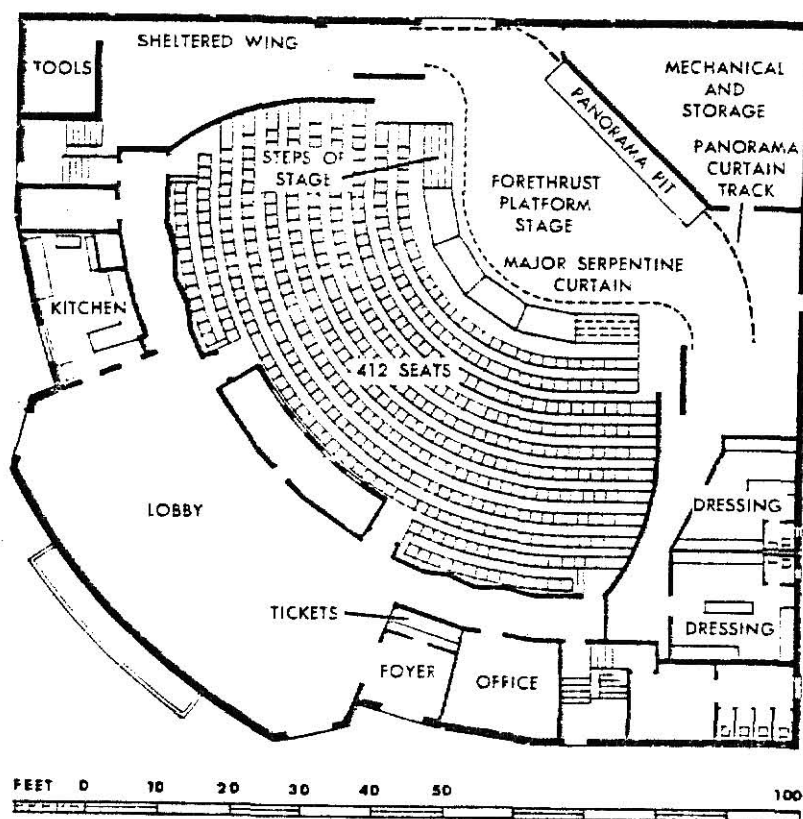 SHELTERED WING
TOOLS
MECHANICAL
AND
STORAGE
PANORAMA PIT
PANORAMA
CURTAIN
TRACK
STEPS OF
STAGE
FORETHRUST
PLATFORM
STAGE
MAJOR SERPENTINE
CURTAIN
KITCHEN
412 SEATS
LOBBY
DRESSING
TICKETS
DRESSING
FOYER
OFFICE
FEET 0 10 20 30 40 50 100